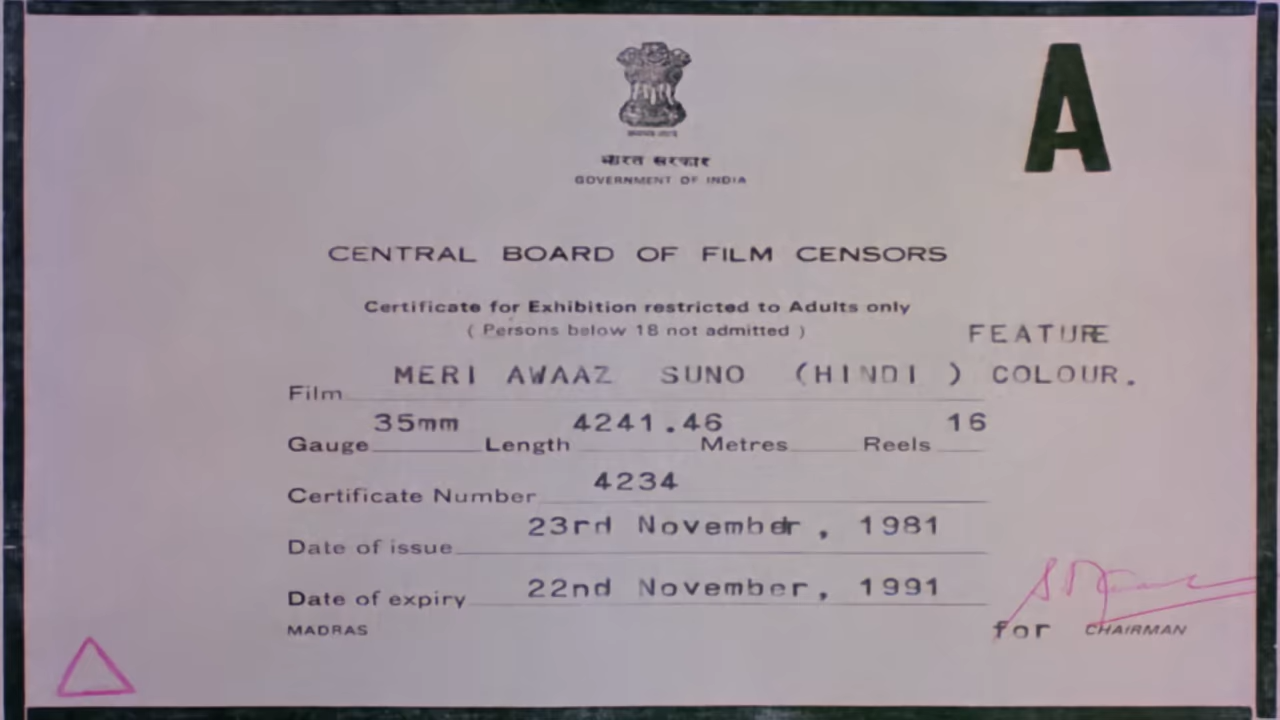 A
भारत सरकार
GOVERNMENT OF INDIA
CENTRAL BOARD OF FILM CENSORS
Certificate for Exhibition restricted to Adults only
( Persons below 18 not admitted )
FEATURE
Film MERI AWAAZ SUNO (HINDI ) COLOUR.
Gauge 35mm Length 4241.46 Metres Reels 16
Certificate Number 4234
Date of issue 23rd November, 1981
Date of expiry 22nd November, 1991
MADRAS
for CHAIRMAN